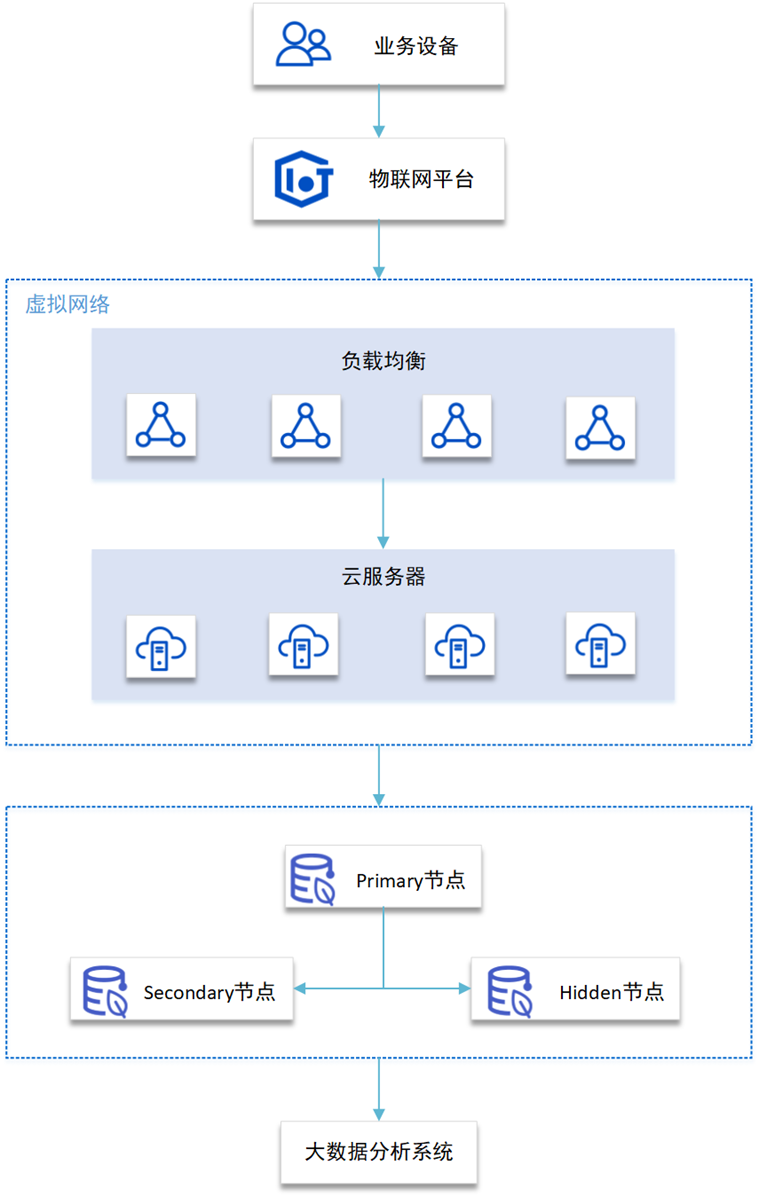 业务设备
IoT
物联网平台
虚拟网络
负载均衡
云服务器
Primary节点
Secondary节点
Hidden节点
大数据分析系统